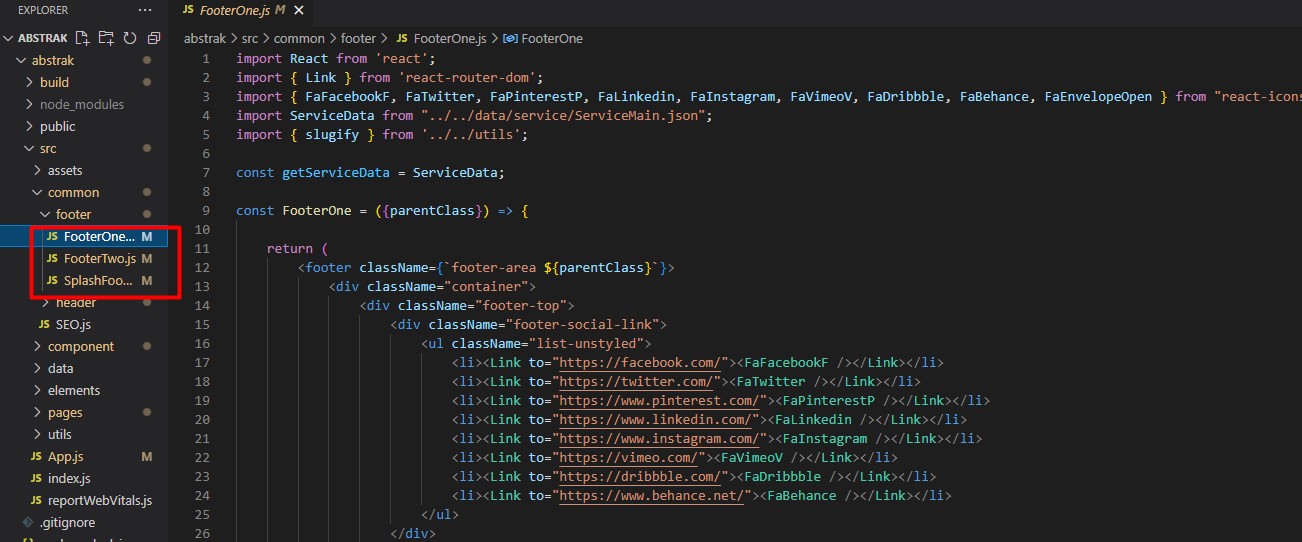 EXPLORER ...
ABSTRAK
abstrak
build
node_modules
public
src
assets
common
footer
JS FooterOne... M
JS FooterTwo.js M
JS SplashFoo... M
header
JS SEO.js
component
data
elements
pages
utils
JS App.js M
JS index.js
JS reportWebVitals.js
.gitignore
JS FooterOne.js M
abstrak > src > common > footer > JS FooterOne.js > FooterOne
1 import React from 'react';
2 import { Link } from 'react-router-dom';
3 import { FaFacebookF, FaTwitter, FaPinterestP, FaLinkedin, FaInstagram, FaVimeoV, FaDribbble, FaBehance, FaEnvelopeOpen } from "react-icons
4 import ServiceData from "../../data/service/ServiceMain.json";
5 import { slugify } from '../../utils';
6
7 const getServiceData = ServiceData;
8
9 const FooterOne = ({parentClass}) => {
10
11 return (
12 <footer className={`footer-area ${parentClass}`}>
13 <div className="container">
14 <div className="footer-top">
15 <div className="footer-social-link">
16 <ul className="list-unstyled">
17 <li><Link to="https://facebook.com/"><FaFacebookF /></Link></li>
18 <li><Link to="https://twitter.com/"><FaTwitter /></Link></li>
19 <li><Link to="https://www.pinterest.com/"><FaPinterestP /></Link></li>
20 <li><Link to="https://www.linkedin.com/"><FaLinkedin /></Link></li>
21 <li><Link to="https://www.instagram.com/"><FaInstagram /></Link></li>
22 <li><Link to="https://vimeo.com/"><FaVimeoV /></Link></li>
23 <li><Link to="https://dribbble.com/"><FaDribbble /></Link></li>
24 <li><Link to="https://www.behance.net/"><FaBehance /></Link></li>
25 </ul>
26 </div>